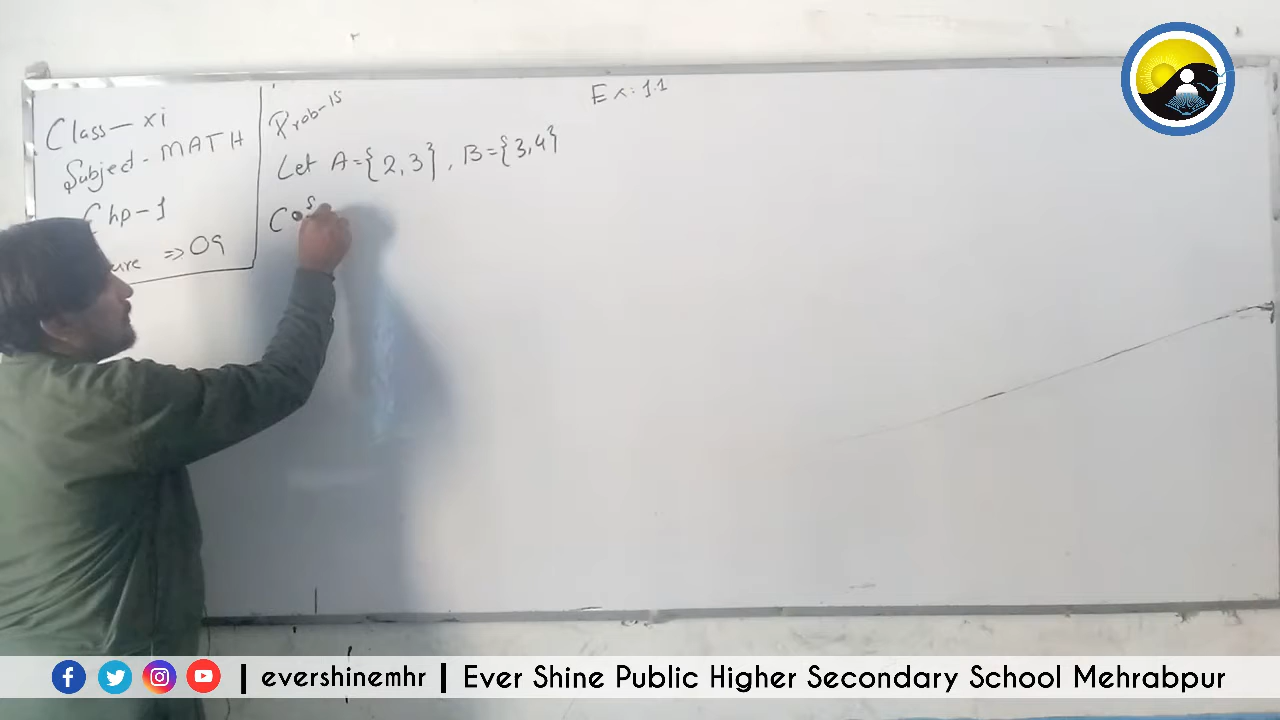 Class - xi
Subject - MATH
Chp - 1
ure => 09
Ex: 1.1
Prob-15
Let A={2,3}, B={3,4}
evershinemhr | Ever Shine Public Higher Secondary School Mehrabpur